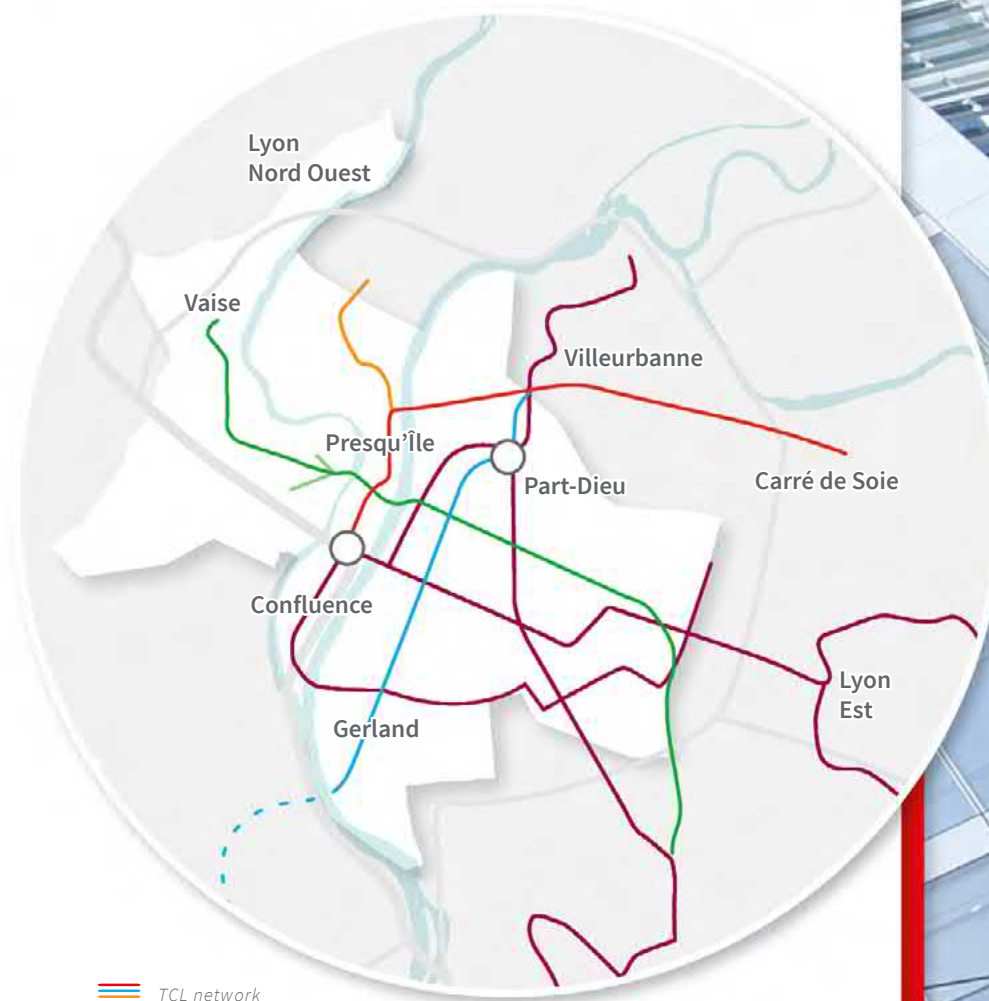 Lyon
Nord Ouest
Vaise
Villeurbanne
Presqu'Île
Part-Dieu
Carré de Soie
Confluence
Lyon
Est
Gerland
TCL network